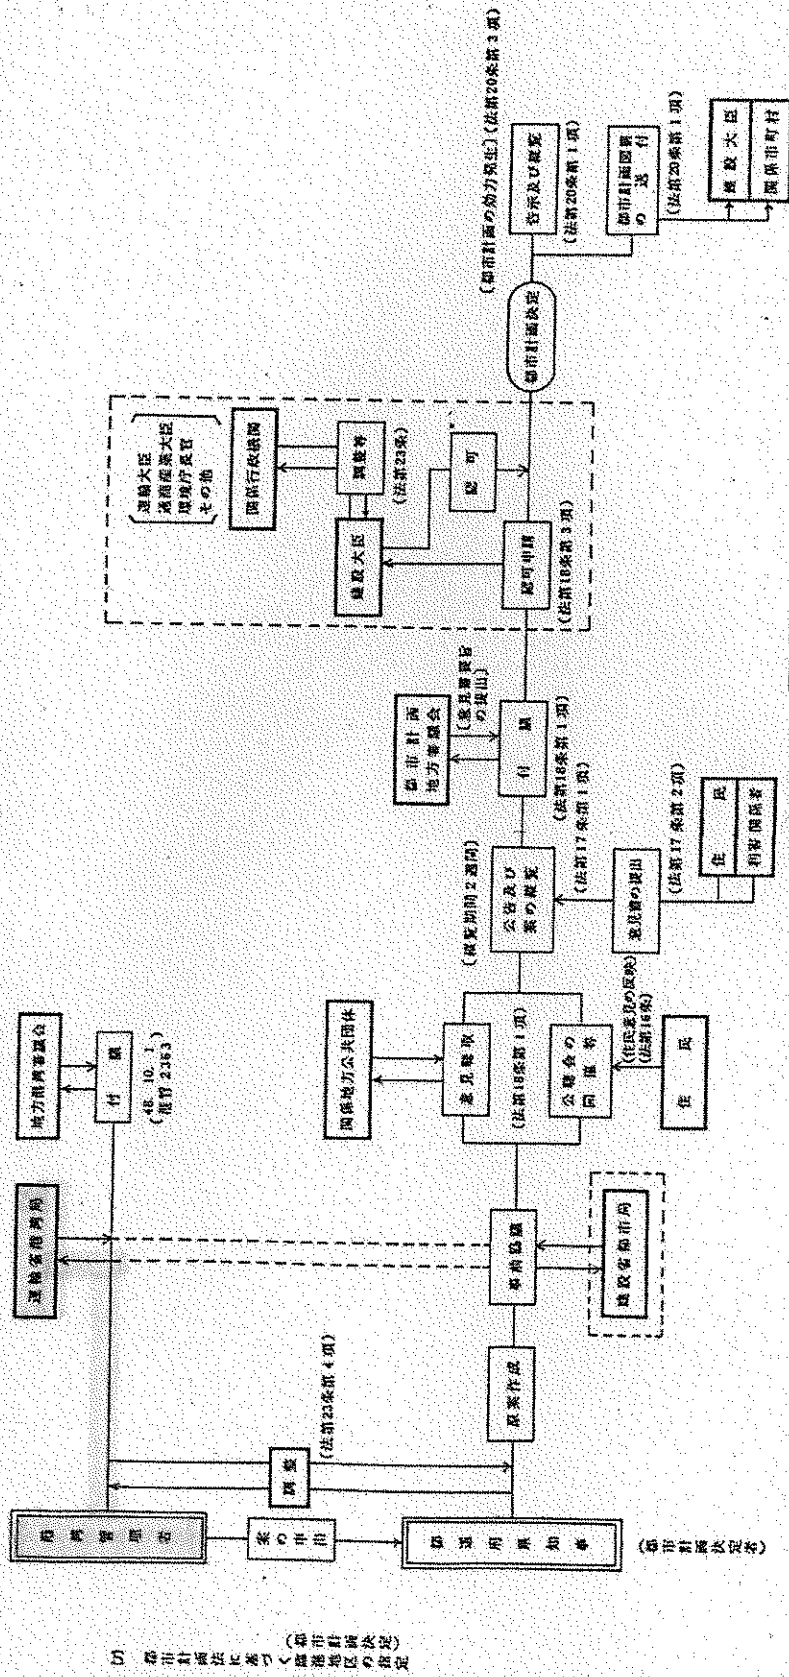 都市計画法に基づく臨港地区の指定
(都市計画決定)
港湾管理者
案の申出
都道府県知事
(都市計画決定者)
調整
(法第23条第4項)
原案作成
運輸省港湾局
事前協議
建設省都市局
地方港湾審議会
付議
48. 10. 1
港管2363
関係地方公共団体
意見聴取
(法第18条第1項)
公聴会の
開催等
(住民意見の反映)
(法第16条)
住民
(縦覧期間2週間)
公告及び
案の縦覧
(法第17条第1項)
意見書の提出
(法第17条第2項)
住民
利害関係者
都市計画
地方審議会
(意見書要旨
の提出)
付議
(法第18条第1項)
運輸大臣
通商産業大臣
環境庁長官
その他
関係行政機関
調整等
(法第23条)
建設大臣
認可
認可申請
(法第18条第3項)
都市計画決定
(都市計画の効力発生)(法第20条第3項)
告示及び縦覧
(法第20条第1項)
都市計画図書
の送付
(法第20条第1項)
建設大臣
関係市町村